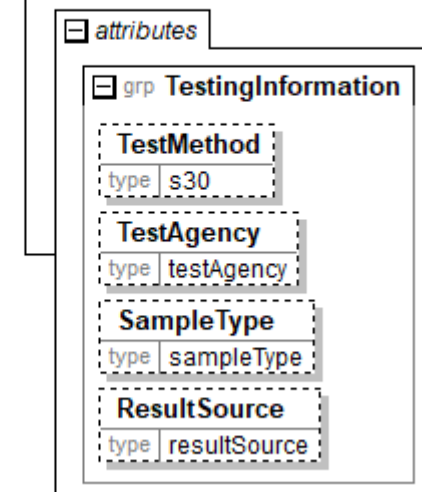 attributes
grp TestingInformation
TestMethod
type s30
TestAgency
type testAgency
SampleType
type sampleType
ResultSource
type resultSource